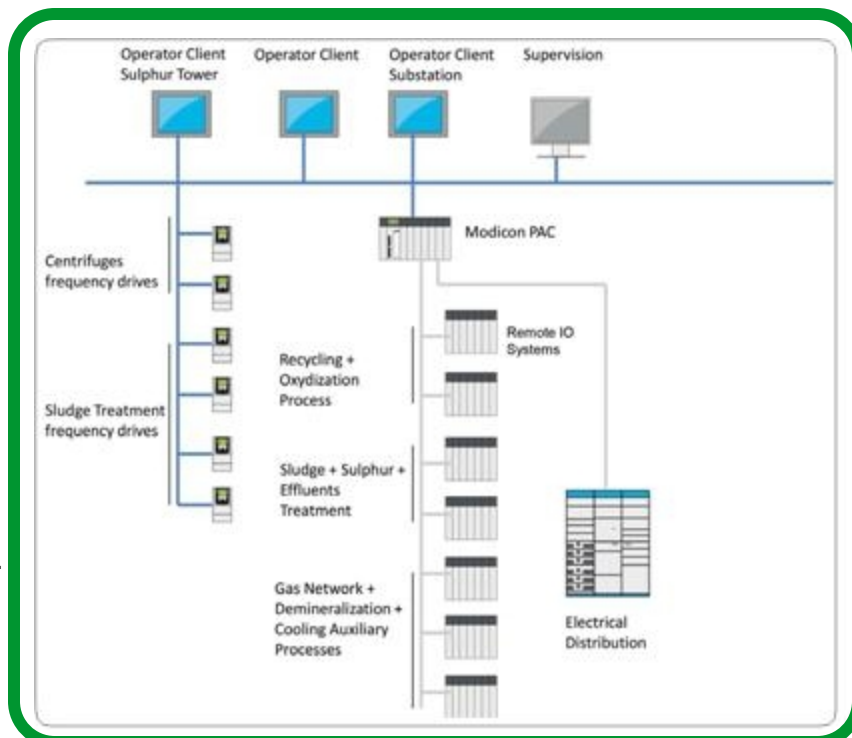 Operator Client
Sulphur Tower
Operator Client
Operator Client
Substation
Supervision
Modicon PAC
Centrifuges
frequency drives
Remote IO
Systems
Recycling +
Oxydization
Process
Sludge Treatment
frequency drives
Sludge + Sulphur +
Effluents
Treatment
Gas Network +
Demineralization +
Cooling Auxiliary
Processes
Electrical
Distribution